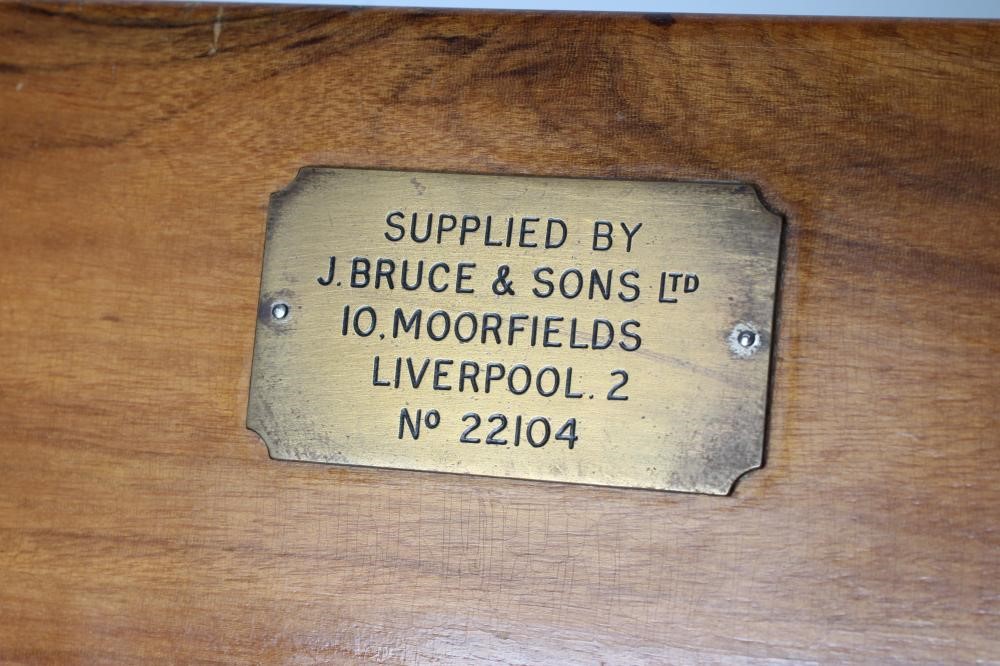 SUPPLIED BY
J. BRUCE & SONS LTD
10, MOORFIELDS
LIVERPOOL. 2
No 22104